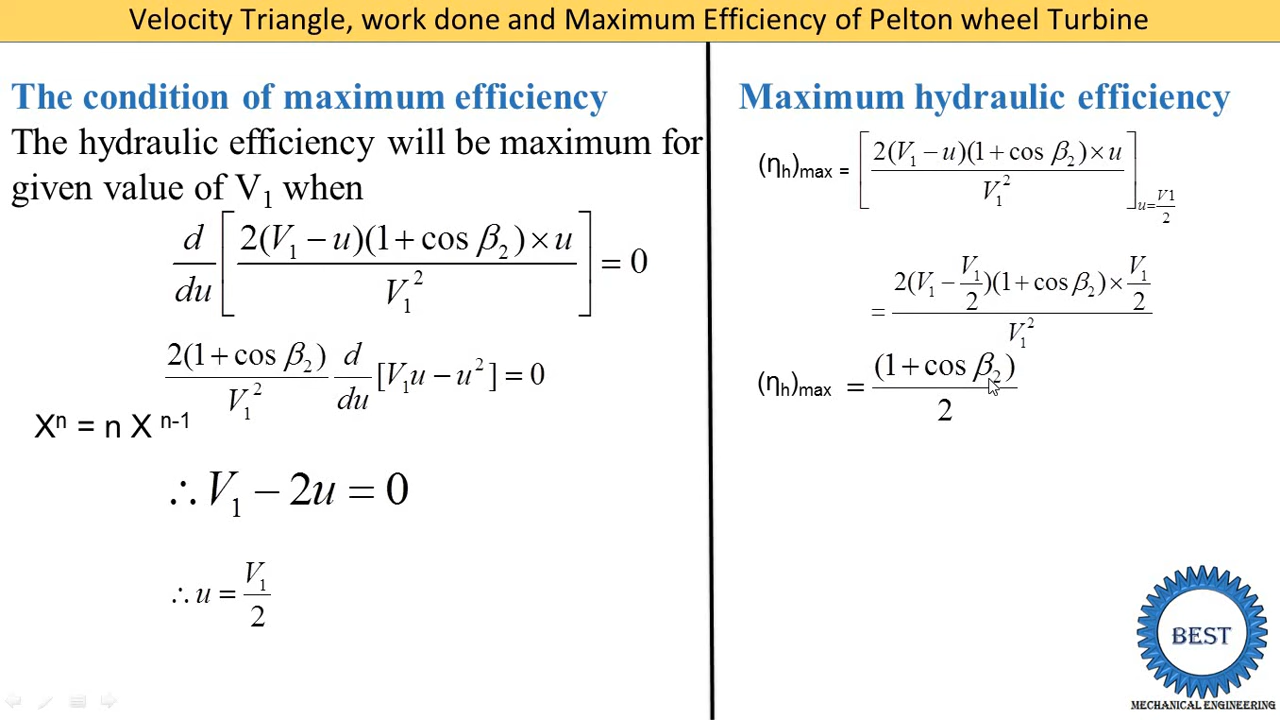 Velocity Triangle, work done and Maximum Efficiency of Pelton wheel Turbine
The condition of maximum efficiency
The hydraulic efficiency will be maximum for
given value of V₁ when
d/du [2(V₁ − u)(1 + cos β₂) × u / V₁²] = 0
2(1 + cos β₂)/V₁² d/du [V₁u − u²] = 0
Xⁿ = n X ⁿ⁻¹
∴ V₁ − 2u = 0
∴ u = V₁/2
Maximum hydraulic efficiency
(ηₕ)max = [2(V₁ − u)(1 + cos β₂) × u / V₁²] u=V1/2
= 2(V₁ − V₁/2)(1 + cos β₂) × V₁/2 / V₁²
(ηₕ)max = (1 + cos β₂)/2
BEST
MECHANICAL ENGINEERING